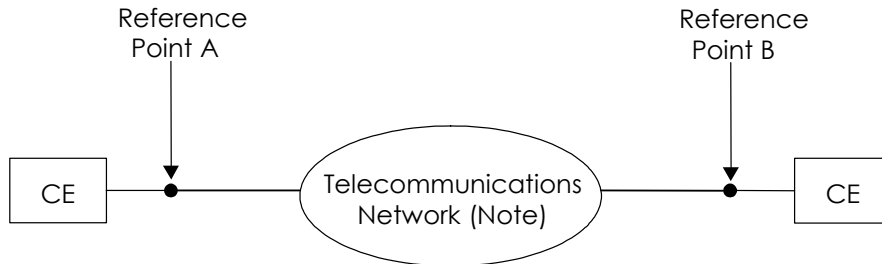 Reference
Point A
Reference
Point B
CE
Telecommunications
Network (Note)
CE